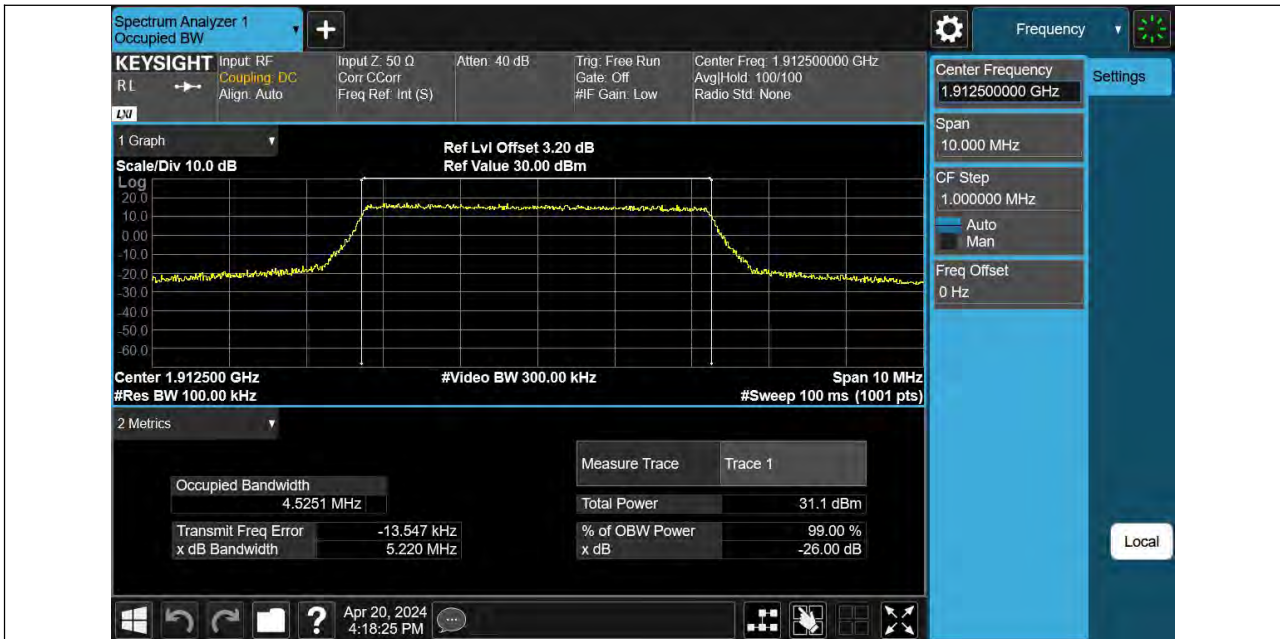 Spectrum Analyzer 1
Occupied BW
+
Frequency
KEYSIGHT
RL
LXI
Input: RF
Coupling: DC
Align: Auto
Input Z: 50 Ω
Corr CCorr
Freq Ref: Int (S)
Atten: 40 dB
Trig: Free Run
Gate: Off
#IF Gain: Low
Center Freq: 1.912500000 GHz
Avg|Hold: 100/100
Radio Std: None
1 Graph
Scale/Div 10.0 dB
Ref Lvl Offset 3.20 dB
Ref Value 30.00 dBm
Log
20.0
10.0
0.00
-10.0
-20.0
-30.0
-40.0
-50.0
-60.0
Center 1.912500 GHz
#Video BW 300.00 kHz
Span 10 MHz
#Res BW 100.00 kHz
#Sweep 100 ms (1001 pts)
2 Metrics
Measure Trace
Trace 1
Occupied Bandwidth
4.5251 MHz
Total Power
31.1 dBm
Transmit Freq Error
-13.547 kHz
% of OBW Power
99.00 %
x dB Bandwidth
5.220 MHz
x dB
-26.00 dB
Center Frequency
1.912500000 GHz
Settings
Span
10.000 MHz
CF Step
1.000000 MHz
Auto
Man
Freq Offset
0 Hz
Local
?
Apr 20, 2024
4:18:25 PM